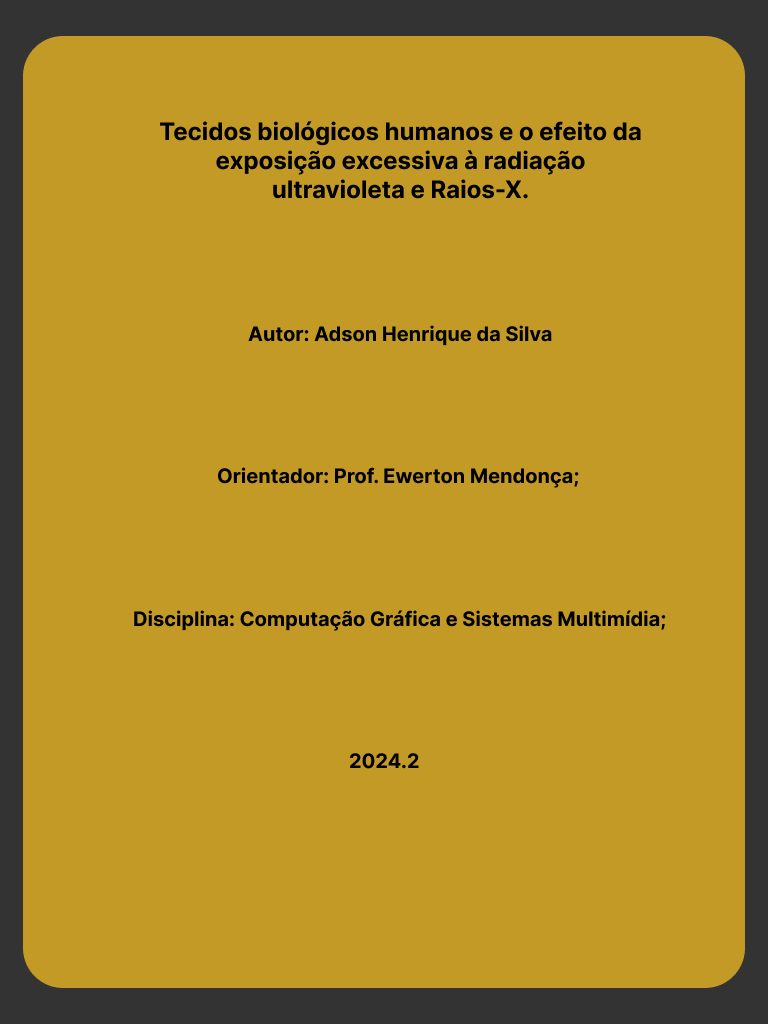 Tecidos biológicos humanos e o efeito da
exposição excessiva à radiação
ultravioleta e Raios-X.
Autor: Adson Henrique da Silva
Orientador: Prof. Ewerton Mendonça;
Disciplina: Computação Gráfica e Sistemas Multimídia;
2024.2